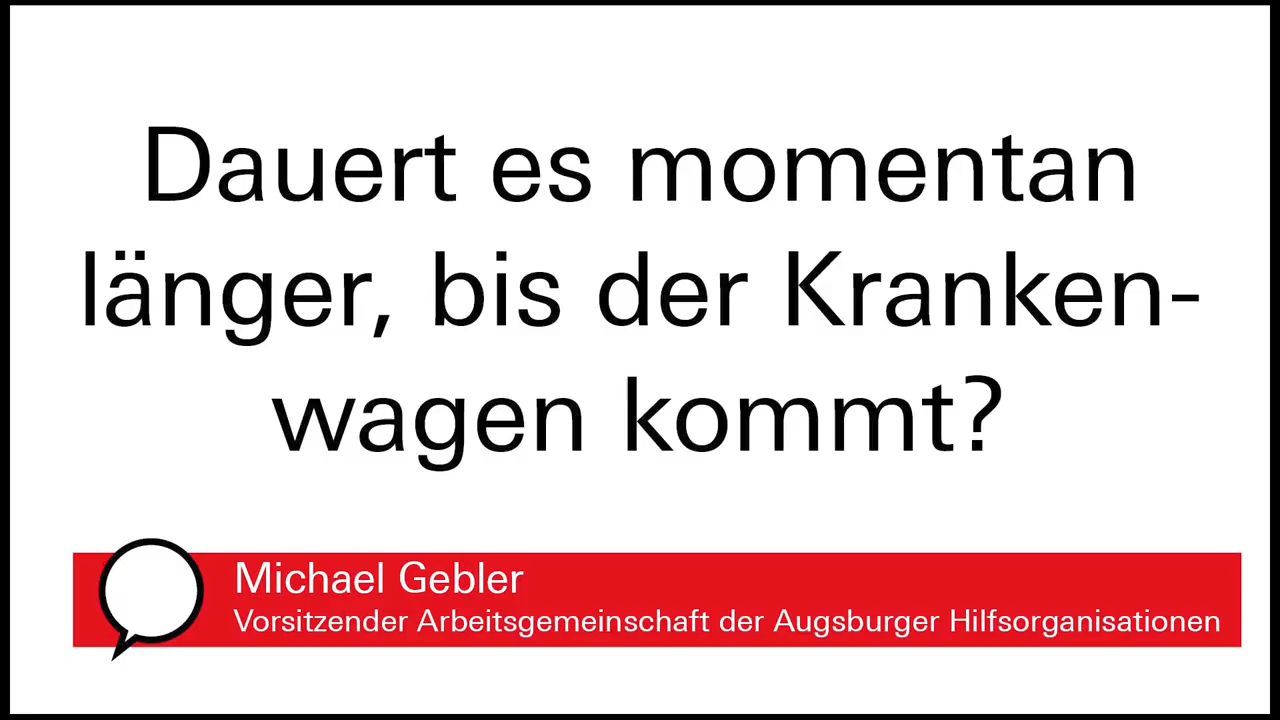 Dauert es momentan
länger, bis der Kranken-
wagen kommt?
Michael Gebler
Vorsitzender Arbeitsgemeinschaft der Augsburger Hilfsorganisationen